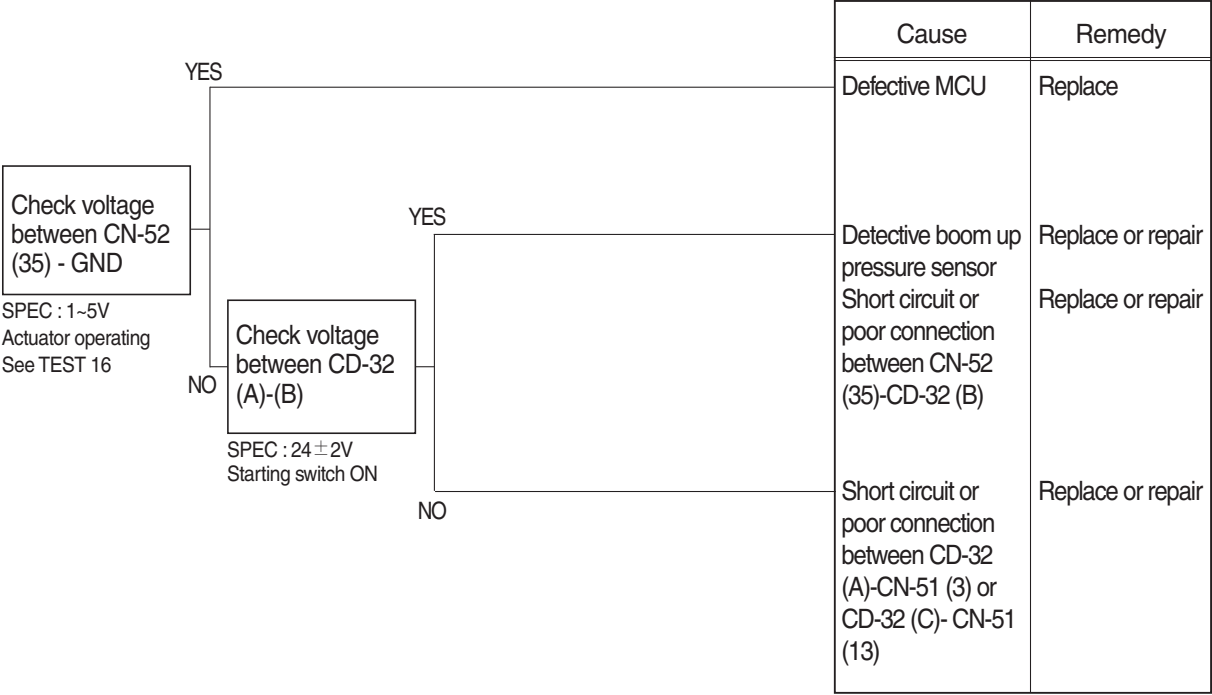 Cause Remedy
YES
Defective MCU Replace
Check voltage
between CN-52
(35) - GND
SPEC : 1~5V
Actuator operating
See TEST 16
NO
Check voltage
between CD-32
(A)-(B)
SPEC : 24±2V
Starting switch ON
YES
Detective boom up Replace or repair
pressure sensor
Short circuit or Replace or repair
poor connection
between CN-52
(35)-CD-32 (B)
NO
Short circuit or Replace or repair
poor connection
between CD-32
(A)-CN-51 (3) or
CD-32 (C)- CN-51
(13)